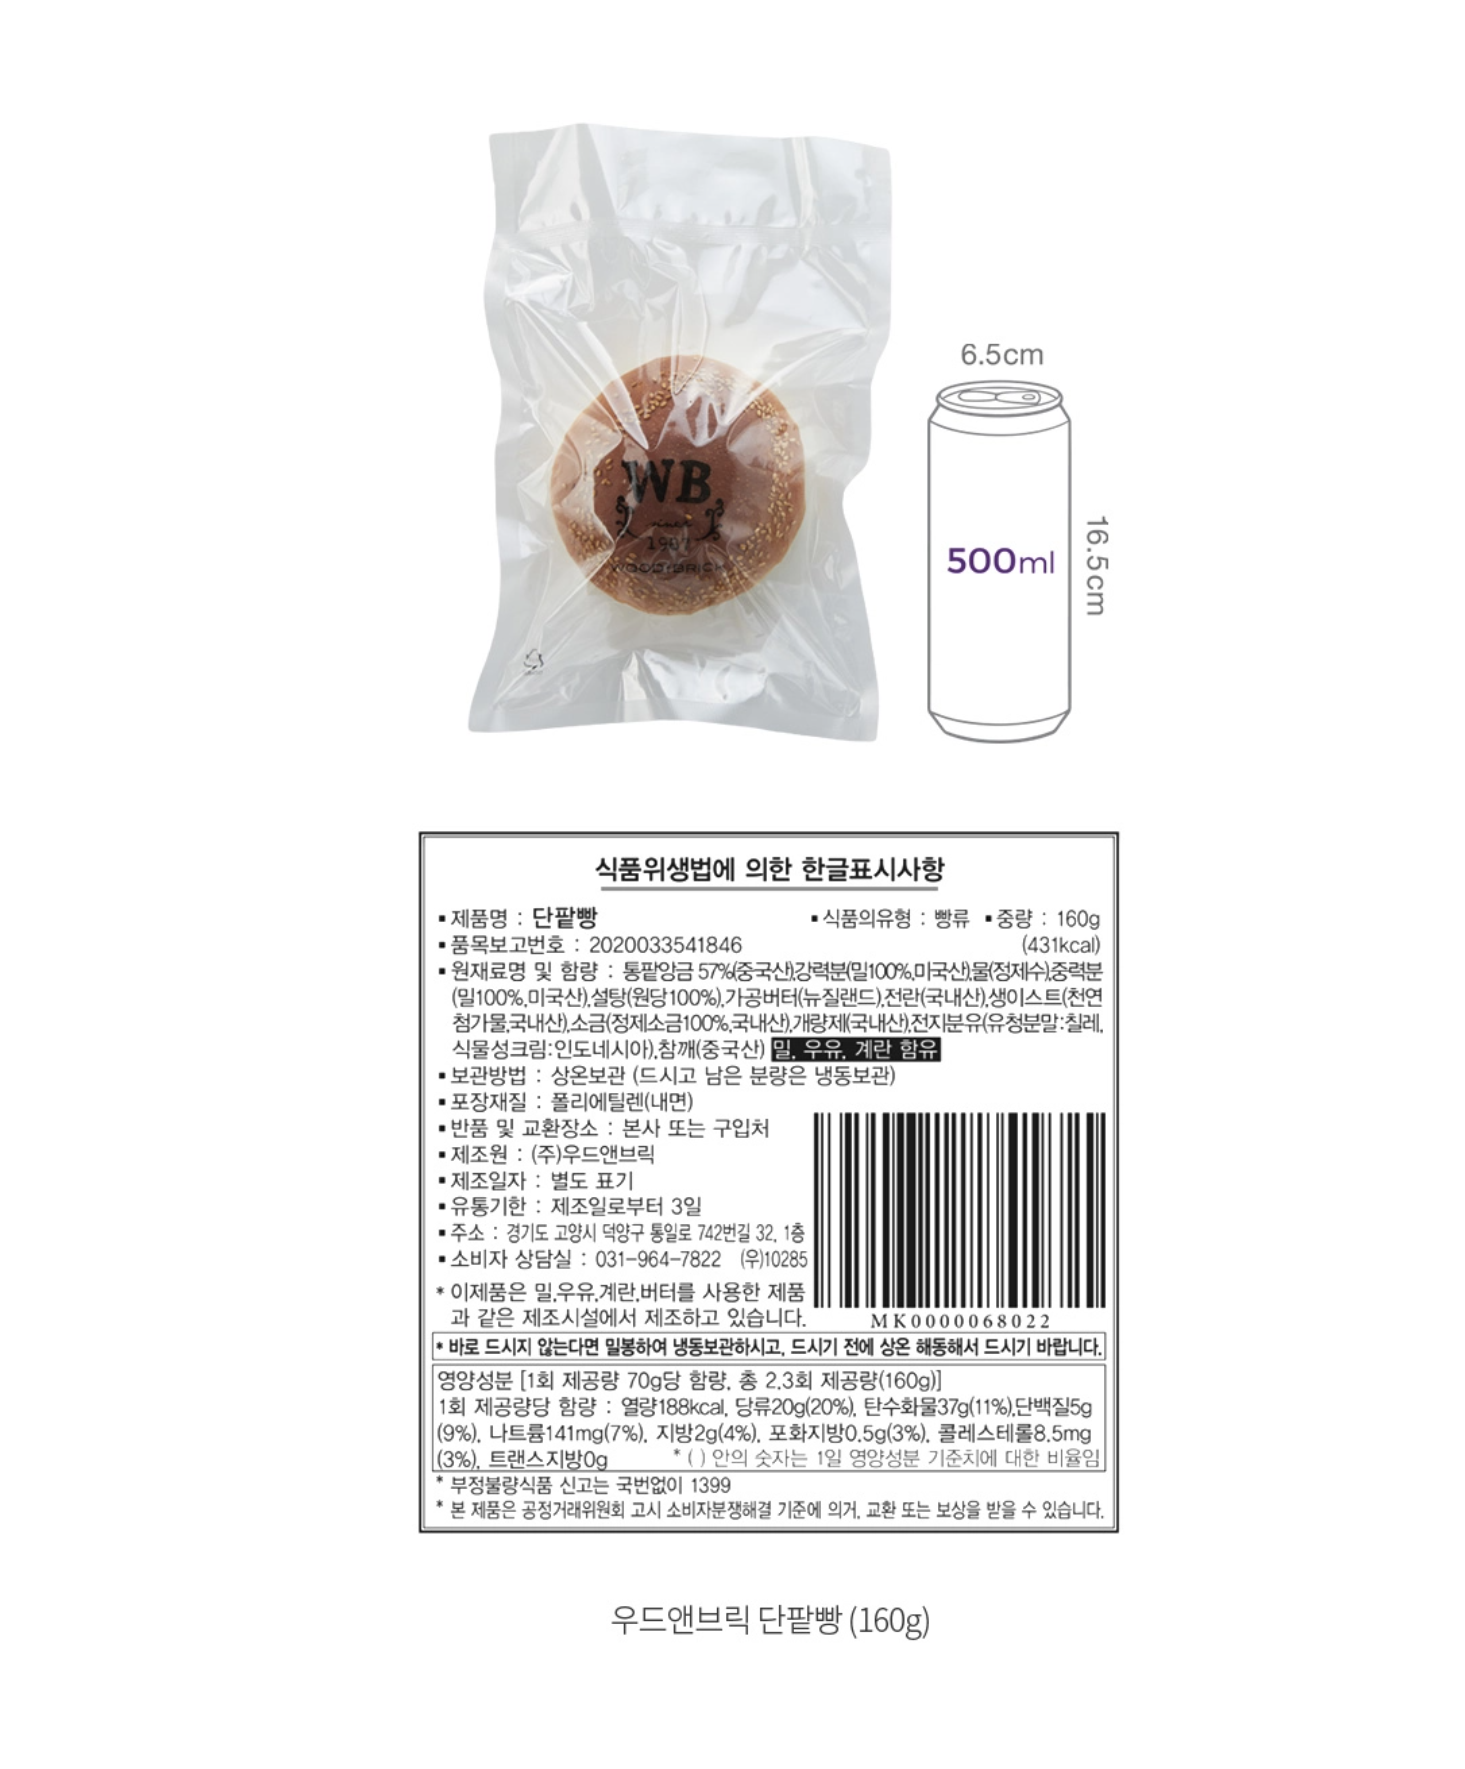 WB
since
1987
WOOD&BRICK
6.5cm
500ml
16.5cm
식품위생법에 의한 한글표시사항
▪ 제품명 : 단팥빵 ▪ 식품의유형 : 빵류 ▪ 중량 : 160g
▪ 품목보고번호 : 2020033541846 (431kcal)
▪ 원재료명 및 함량 : 통팥앙금 57%(중국산),강력분(밀100%,미국산),물(정제수),중력분
(밀100%,미국산),설탕(원당100%),가공버터(뉴질랜드),전란(국내산),생이스트(천연
첨가물,국내산),소금(정제소금100%,국내산),개량제(국내산),전지분유(유청분말:칠레,
식물성크림:인도네시아),참깨(중국산) 밀, 우유, 계란 함유
▪ 보관방법 : 상온보관 (드시고 남은 분량은 냉동보관)
▪ 포장재질 : 폴리에틸렌(내면)
▪ 반품 및 교환장소 : 본사 또는 구입처
▪ 제조원 : (주)우드앤브릭
▪ 제조일자 : 별도 표기
▪ 유통기한 : 제조일로부터 3일
▪ 주소 : 경기도 고양시 덕양구 통일로 742번길 32, 1층
▪ 소비자 상담실 : 031-964-7822 (우)10285
* 이제품은 밀,우유,계란,버터를 사용한 제품
과 같은 제조시설에서 제조하고 있습니다.
MK0000068022
* 바로 드시지 않는다면 밀봉하여 냉동보관하시고, 드시기 전에 상온 해동해서 드시기 바랍니다.
영양성분 [1회 제공량 70g당 함량, 총 2.3회 제공량(160g)]
1회 제공량당 함량 : 열량188kcal, 당류20g(20%), 탄수화물37g(11%),단백질5g
(9%), 나트륨141mg(7%), 지방2g(4%), 포화지방0.5g(3%), 콜레스테롤8.5mg
(3%), 트랜스지방0g * ( ) 안의 숫자는 1일 영양성분 기준치에 대한 비율임
* 부정불량식품 신고는 국번없이 1399
* 본 제품은 공정거래위원회 고시 소비자분쟁해결 기준에 의거, 교환 또는 보상을 받을 수 있습니다.
우드앤브릭 단팥빵 (160g)